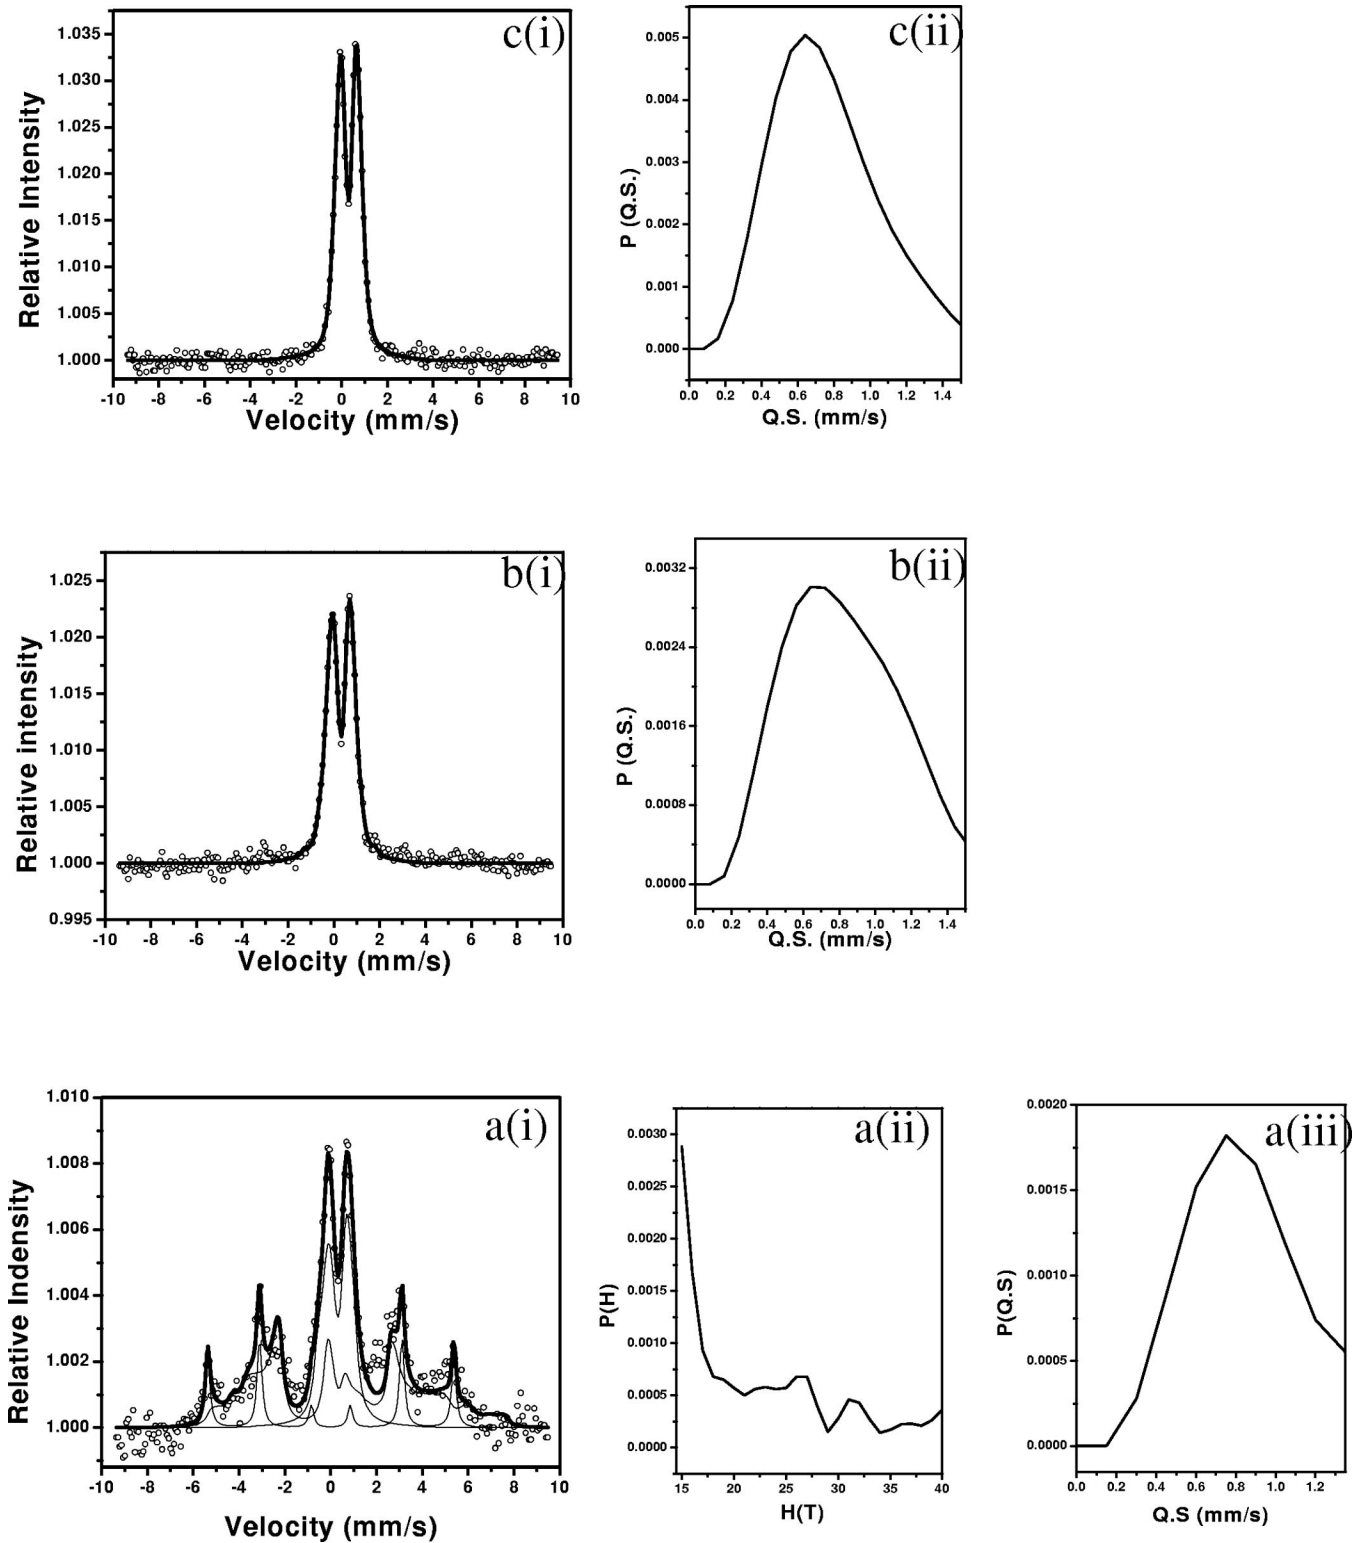 c(i)
1.035
1.030
1.025
1.020
1.015
1.010
1.005
1.000
Relative Intensity
-10 -8 -6 -4 -2 0 2 4 6 8 10
Velocity (mm/s)
c(ii)
0.005
0.004
0.003
0.002
0.001
0.000
P (Q.S.)
0.0 0.2 0.4 0.6 0.8 1.0 1.2 1.4
Q.S. (mm/s)
b(i)
1.025
1.020
1.015
1.010
1.005
1.000
0.995
Relative intensity
-10 -8 -6 -4 -2 0 2 4 6 8 10
Velocity (mm/s)
b(ii)
0.0032
0.0024
0.0016
0.0008
0.0000
P (Q.S.)
0.0 0.2 0.4 0.6 0.8 1.0 1.2 1.4
Q.S. (mm/s)
a(i)
1.010
1.008
1.006
1.004
1.002
1.000
Relative Indensity
-10 -8 -6 -4 -2 0 2 4 6 8 10
Velocity (mm/s)
a(ii)
0.0030
0.0025
0.0020
0.0015
0.0010
0.0005
0.0000
P(H)
15 20 25 30 35 40
H(T)
a(iii)
0.0020
0.0015
0.0010
0.0005
0.0000
P(Q.S)
0.0 0.2 0.4 0.6 0.8 1.0 1.2
Q.S (mm/s)